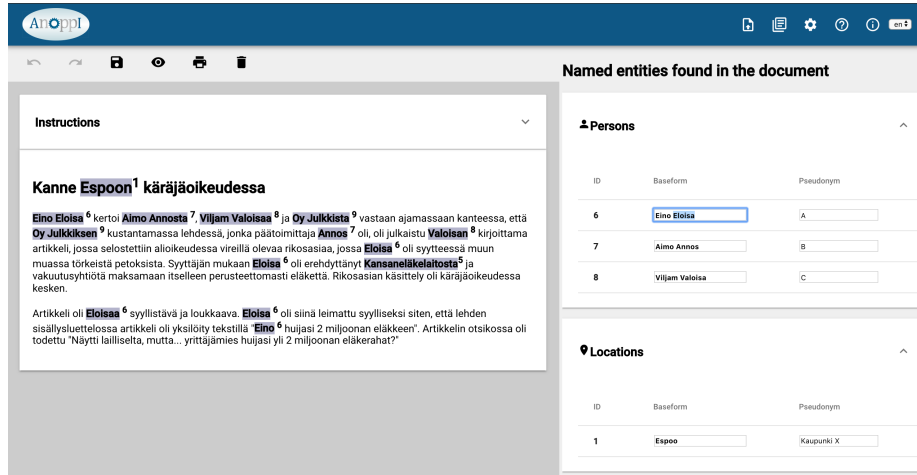 AnoppI
en
Named entities found in the document
Instructions
Kanne Espoon1 käräjäoikeudessa
Eino Eloisa 6 kertoi Aimo Annosta 7, Viljam Valoisaa 8 ja Oy Julkkista 9 vastaan ajamassaan kanteessa, että
Oy Julkkiksen 9 kustantamassa lehdessä, jonka päätoimittaja Annos 7 oli, oli julkaistu Valoisan 8 kirjoittama
artikkeli, jossa selostettiin alioikeudessa vireillä olevaa rikosasiaa, jossa Eloisa 6 oli syytteessä muun
muassa törkeistä petoksista. Syyttäjän mukaan Eloisa 6 oli erehdyttänyt Kansaneläkelaitosta5 ja
vakuutusyhtiötä maksamaan itselleen perusteettomasti eläkettä. Rikosasian käsittely oli käräjäoikeudessa
kesken.
Artikkeli oli Eloisaa 6 syyllistävä ja loukkaava. Eloisa 6 oli siinä leimattu syylliseksi siten, että lehden
sisällysluettelossa artikkeli oli yksilöity tekstillä "Eino 6 huijasi 2 miljoonan eläkkeen". Artikkelin otsikossa oli
todettu "Näytti lailliselta, mutta... yrittäjämies huijasi yli 2 miljoonan eläkerahat?"
Persons
ID Baseform Pseudonym
6 Eino Eloisa A
7 Aimo Annos B
8 Viljam Valoisa C
Locations
ID Baseform Pseudonym
1 Espoo Kaupunki X